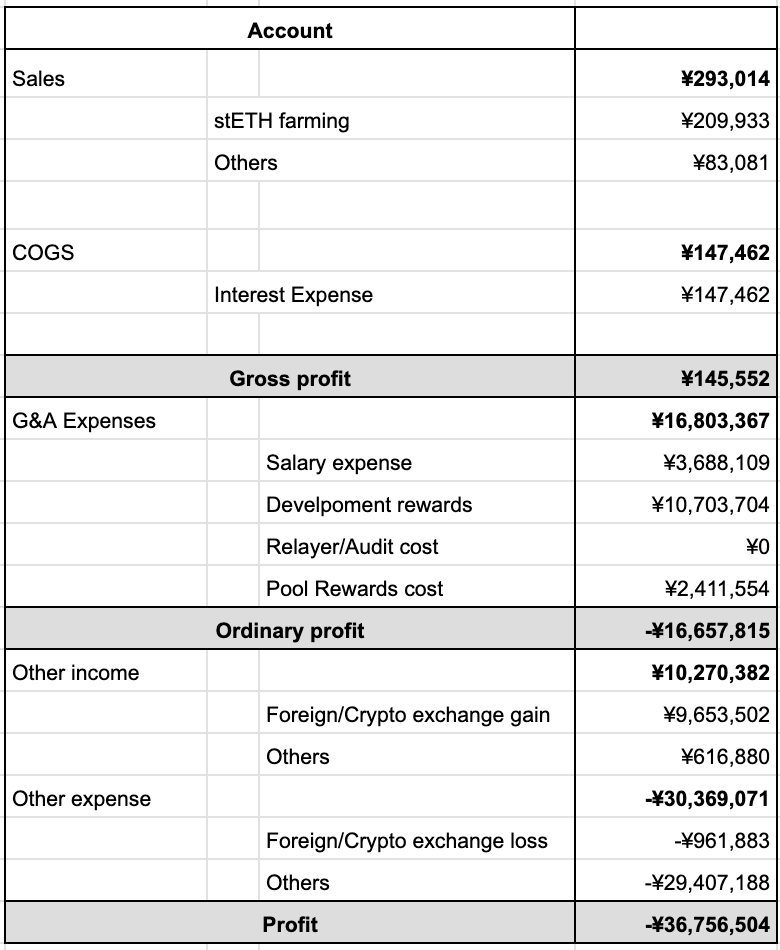 Account
Sales ¥293,014
stETH farming ¥209,933
Others ¥83,081
COGS ¥147,462
Interest Expense ¥147,462
Gross profit ¥145,552
G&A Expenses ¥16,803,367
Salary expense ¥3,688,109
Develpoment rewards ¥10,703,704
Relayer/Audit cost ¥0
Pool Rewards cost ¥2,411,554
Ordinary profit -¥16,657,815
Other income ¥10,270,382
Foreign/Crypto exchange gain ¥9,653,502
Others ¥616,880
Other expense -¥30,369,071
Foreign/Crypto exchange loss -¥961,883
Others -¥29,407,188
Profit -¥36,756,504